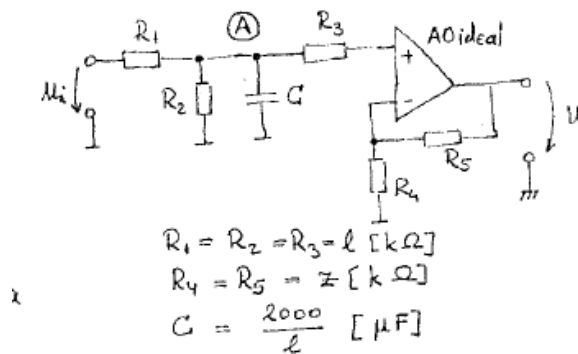 A
R₁
R₃
AO ideal
+
-
Ui
R₂
C
R₅
R₄
U
R₁ = R₂ = R₃ = l [kΩ]
R₄ = R₅ = z [kΩ]
C = 2000/l [μF]